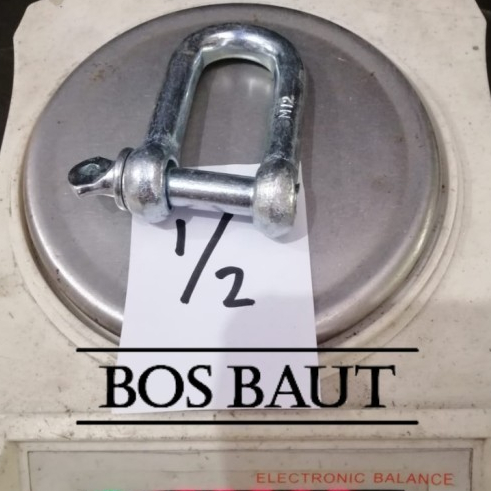 M12
1/2
BOS BAUT
ELECTRONIC BALANCE